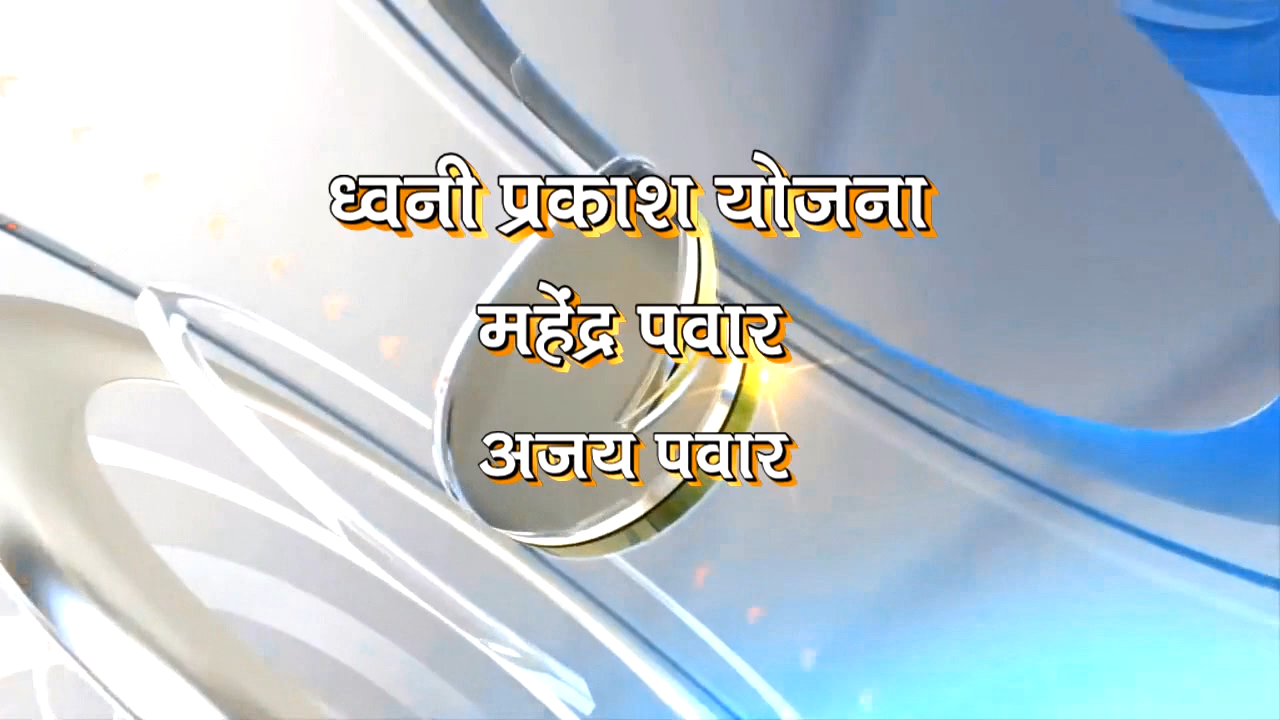 ध्वनी प्रकाश योजना
महेंद्र पवार
अजय पवार